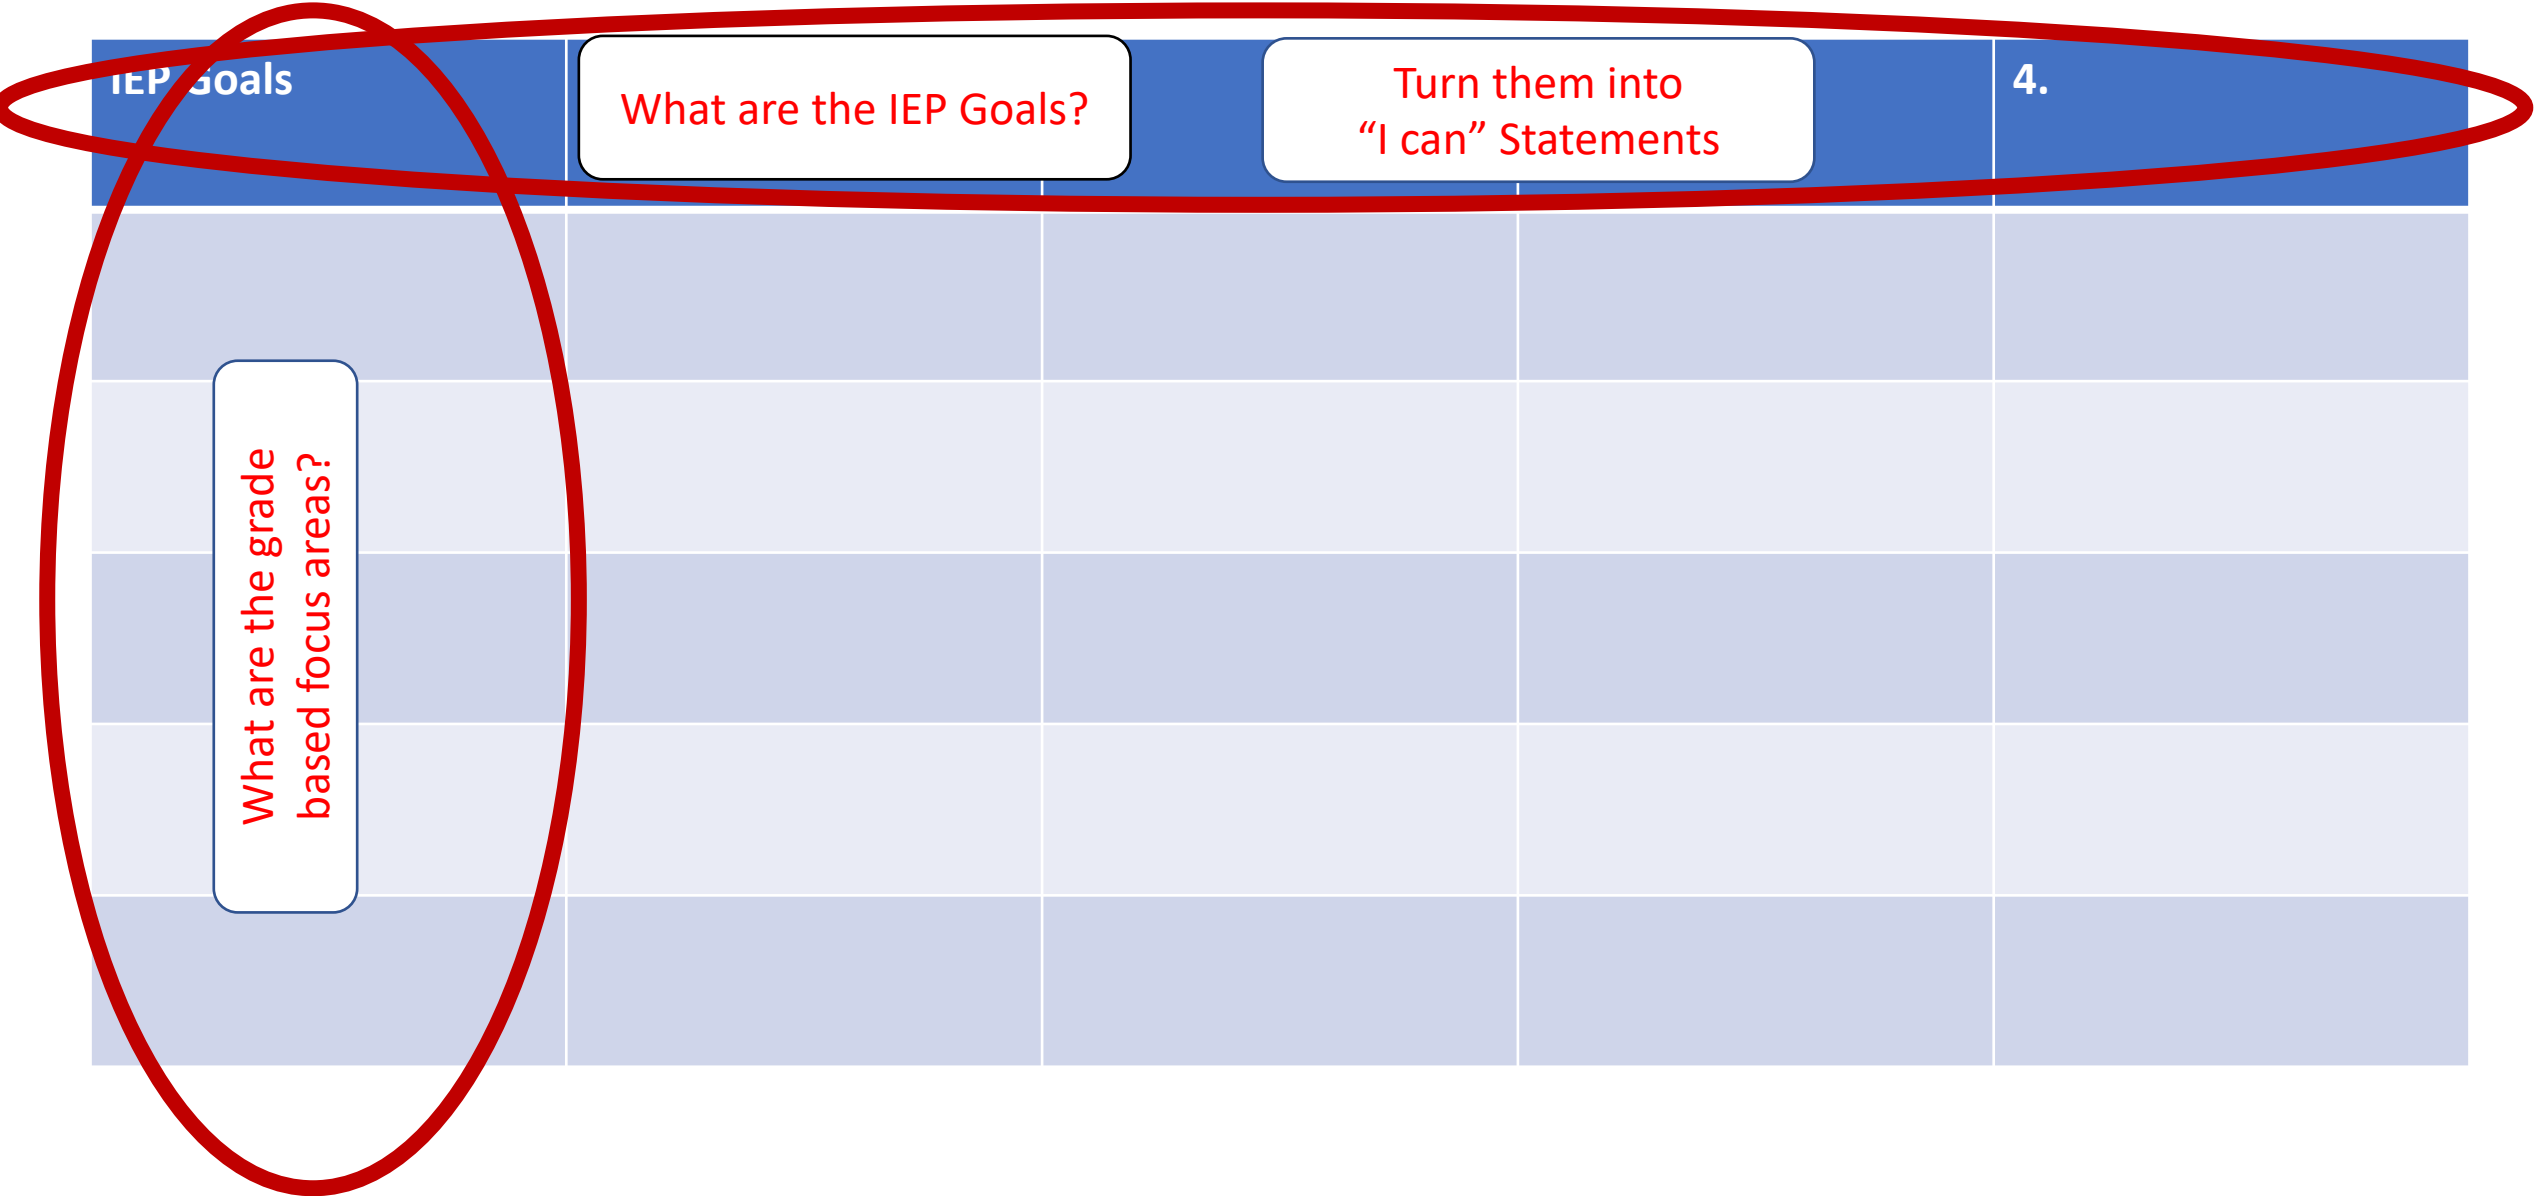 IEP Goals
What are the IEP Goals?
Turn them into
“I can” Statements
4.
What are the grade
based focus areas?